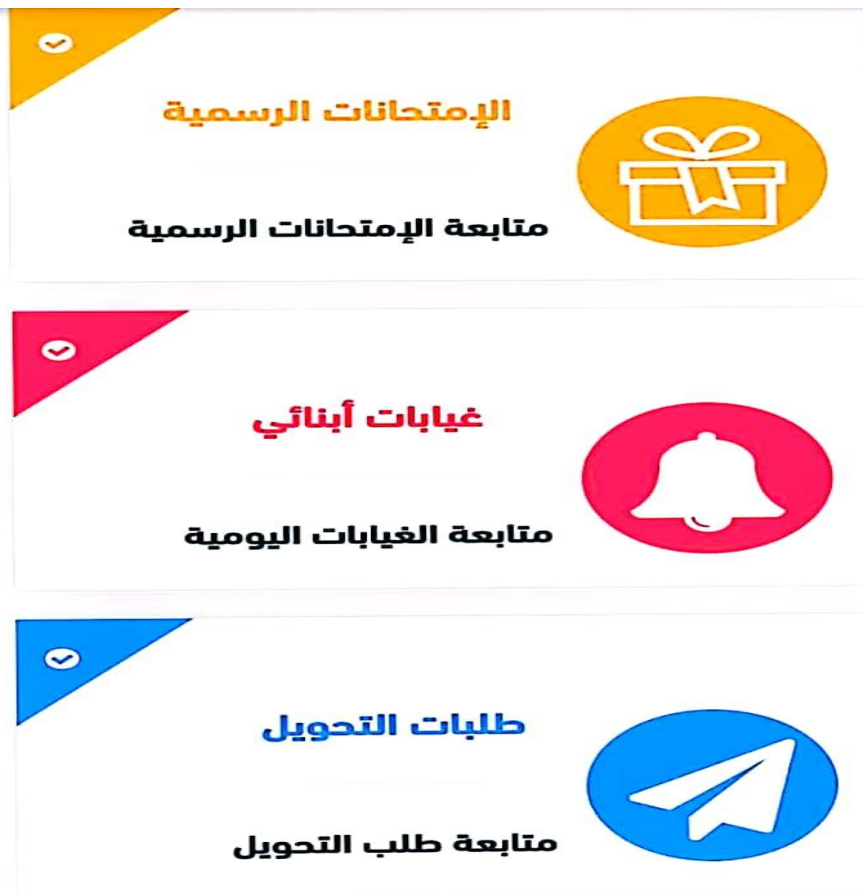 الإمتحانات الرسمية
متابعة الإمتحانات الرسمية
غيابات أبنائي
متابعة الغيابات اليومية
طلبات التحويل
متابعة طلب التحويل